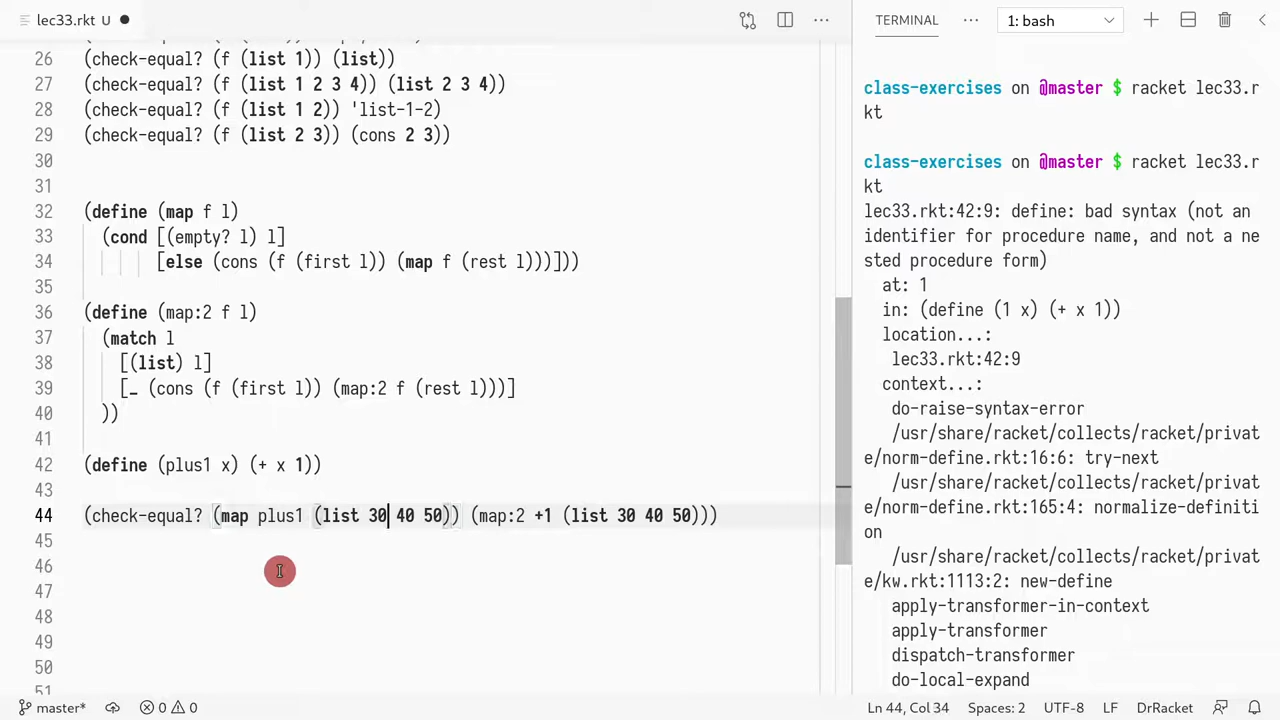 lec33.rkt U
26 (check-equal? (f (list 1)) (list))
27 (check-equal? (f (list 1 2 3 4)) (list 2 3 4))
28 (check-equal? (f (list 1 2)) 'list-1-2)
29 (check-equal? (f (list 2 3)) (cons 2 3))
30
31
32 (define (map f l)
33 (cond [(empty? l) l]
34 [else (cons (f (first l)) (map f (rest l)))]))
35
36 (define (map:2 f l)
37 (match l
38 [(list) l]
39 [_ (cons (f (first l)) (map:2 f (rest l)))]
40 ))
41
42 (define (plus1 x) (+ x 1))
43
44 (check-equal? (map plus1 (list 30 40 50)) (map:2 +1 (list 30 40 50)))
45
46
47
48
49
50
51
master*
0
0
TERMINAL
1: bash
class-exercises on @master $ racket lec33.r
kt
class-exercises on @master $ racket lec33.r
kt
lec33.rkt:42:9: define: bad syntax (not an
identifier for procedure name, and not a ne
sted procedure form)
at: 1
in: (define (1 x) (+ x 1))
location...:
lec33.rkt:42:9
context...:
do-raise-syntax-error
/usr/share/racket/collects/racket/privat
e/norm-define.rkt:16:6: try-next
/usr/share/racket/collects/racket/privat
e/norm-define.rkt:165:4: normalize-definiti
on
/usr/share/racket/collects/racket/privat
e/kw.rkt:1113:2: new-define
apply-transformer-in-context
apply-transformer
dispatch-transformer
do-local-expand
Ln 44, Col 34
Spaces: 2
UTF-8
LF
DrRacket